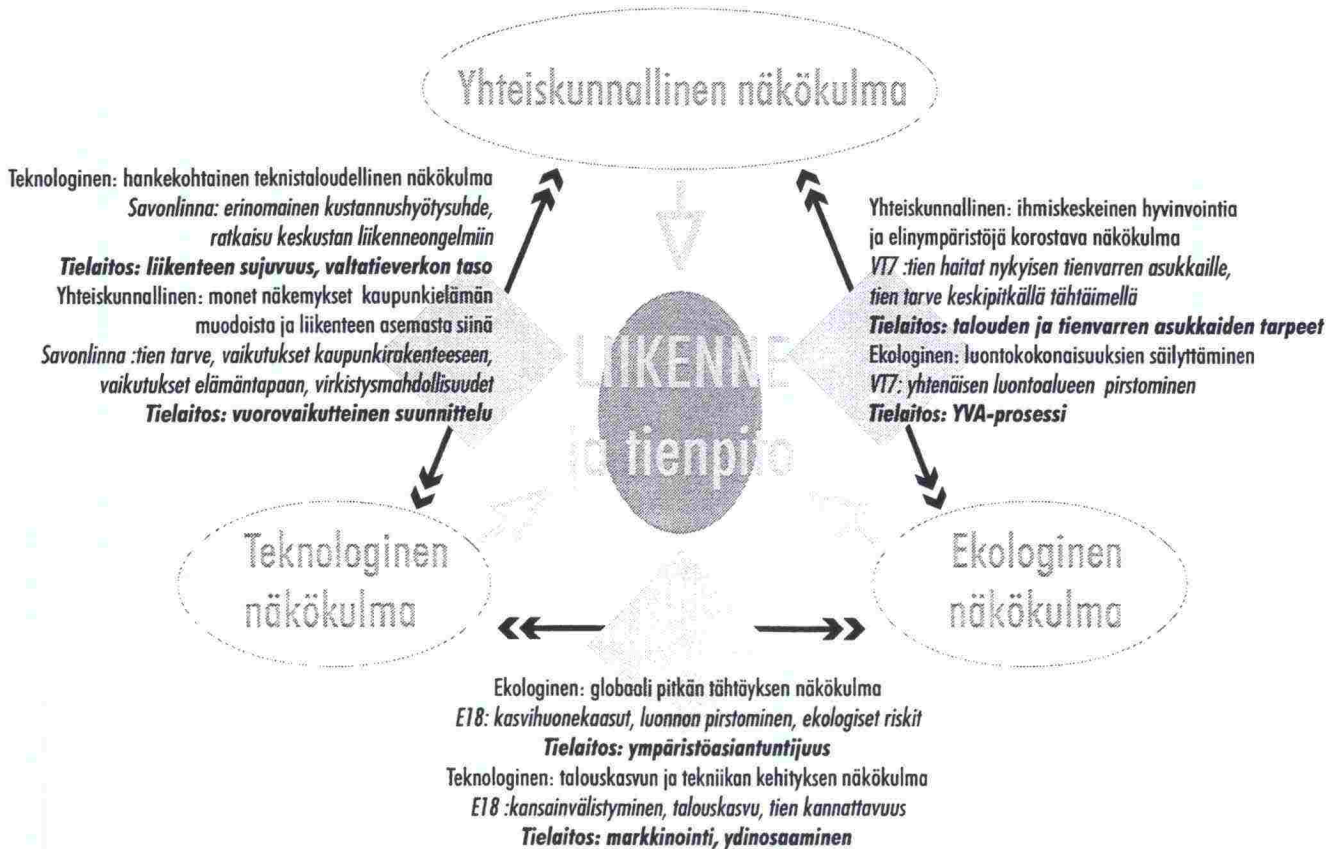 Yhteiskunnallinen näkökulma
Teknologinen: hankekohtainen teknistaloudellinen näkökulma
Savonlinna: erinomainen kustannushyötysuhde,
ratkaisu keskustan liikenneongelmiin
Tielaitos: liikenteen sujuvuus, valtatieverkon taso
Yhteiskunnallinen: monet näkemykset kaupunkielämän
muodoista ja liikenteen asemasta siinä
Savonlinna :tien tarve, vaikutukset kaupunkirakenteeseen,
vaikutukset elämäntapaan, virkistysmahdollisuudet
Tielaitos: vuorovaikutteinen suunnittelu
Yhteiskunnallinen: ihmiskeskeinen hyvinvointia
ja elinympäristöjä korostava näkökulma
VT7 :tien haitat nykyisen tienvarren asukkaille,
tien tarve keskipitkällä tähtäimellä
Tielaitos: talouden ja tienvarren asukkaiden tarpeet
Ekologinen: luontokokonaisuuksien säilyttäminen
VT7: yhtenäisen luontoalueen pirstominen
Tielaitos: YVA-prosessi
LIIKENNE
ja tienpito
Teknologinen
näkökulma
Ekologinen
näkökulma
Ekologinen: globaali pitkän tähtäyksen näkökulma
E18: kasvihuonekaasut, luonnon pirstominen, ekologiset riskit
Tielaitos: ympäristöasiantuntijuus
Teknologinen: talouskasvun ja tekniikan kehityksen näkökulma
E18 :kansainvälistyminen, talouskasvu, tien kannattavuus
Tielaitos: markkinointi, ydinosaaminen